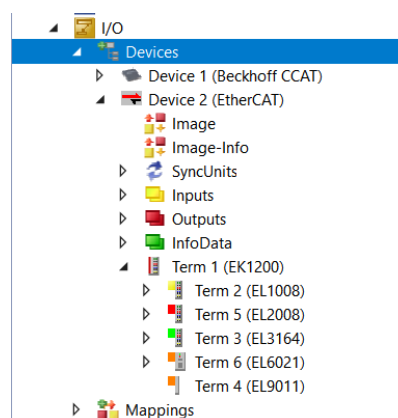 I/O
Devices
Device 1 (Beckhoff CCAT)
Device 2 (EtherCAT)
Image
Image-Info
SyncUnits
Inputs
Outputs
InfoData
Term 1 (EK1200)
Term 2 (EL1008)
Term 5 (EL2008)
Term 3 (EL3164)
Term 6 (EL6021)
Term 4 (EL9011)
Mappings